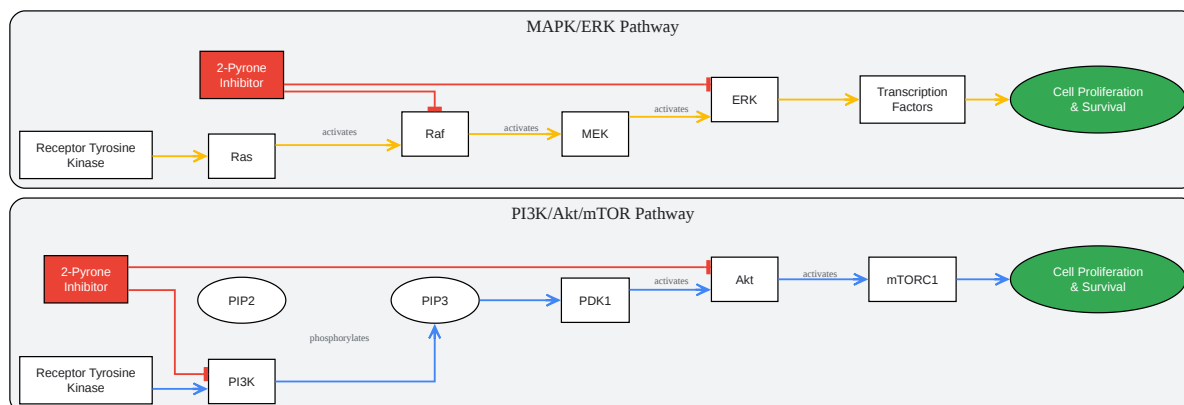 MAPK/ERK Pathway
2-Pyrone
Inhibitor
Receptor Tyrosine
Kinase
Ras
activates
Raf
activates
MEK
activates
ERK
Transcription
Factors
Cell Proliferation
& Survival
PI3K/Akt/mTOR Pathway
2-Pyrone
Inhibitor
PIP2
PIP3
PDK1
activates
Akt
activates
mTORC1
Cell Proliferation
& Survival
phosphorylates
Receptor Tyrosine
Kinase
PI3K